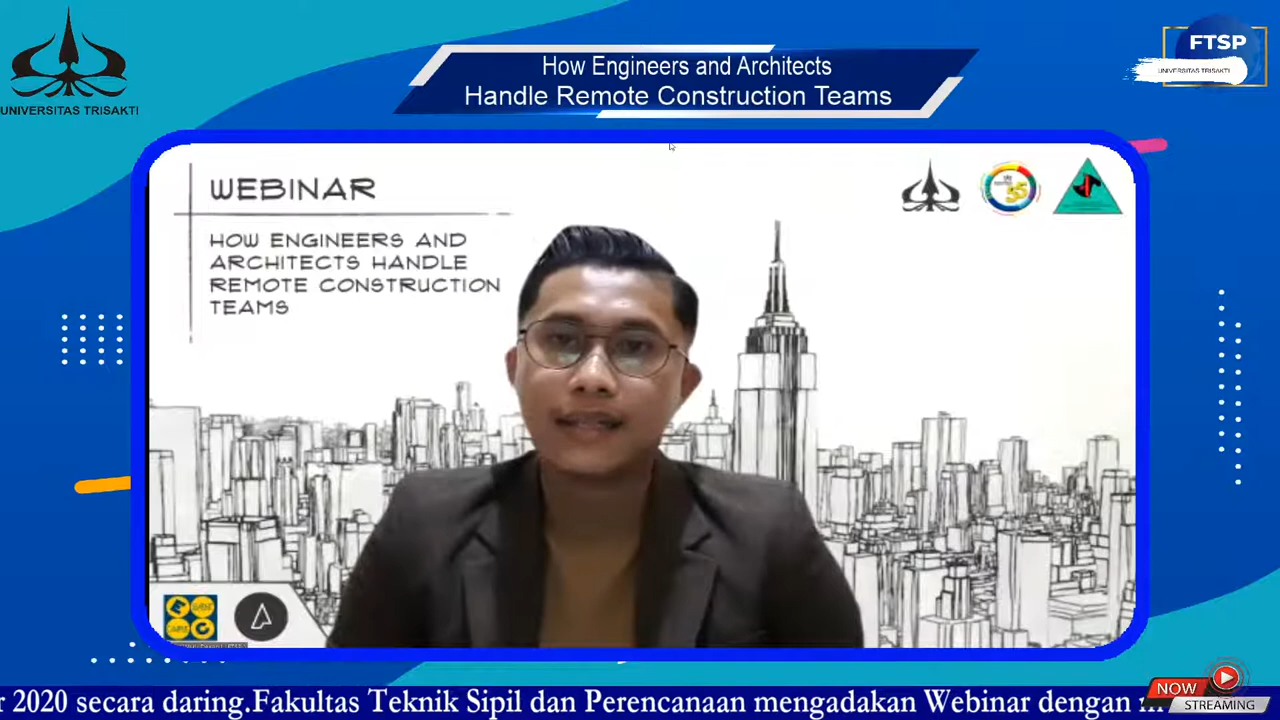 UNIVERSITAS TRISAKTI
How Engineers and Architects
Handle Remote Construction Teams
FTSP
UNIVERSITAS TRISAKTI
WEBINAR
HOW ENGINEERS AND
ARCHITECTS HANDLE
REMOTE CONSTRUCTION
TEAMS
55
r 2020 secara daring.Fakultas Teknik Sipil dan Perencanaan mengadakan Webinar dengan
NOW
STREAMING